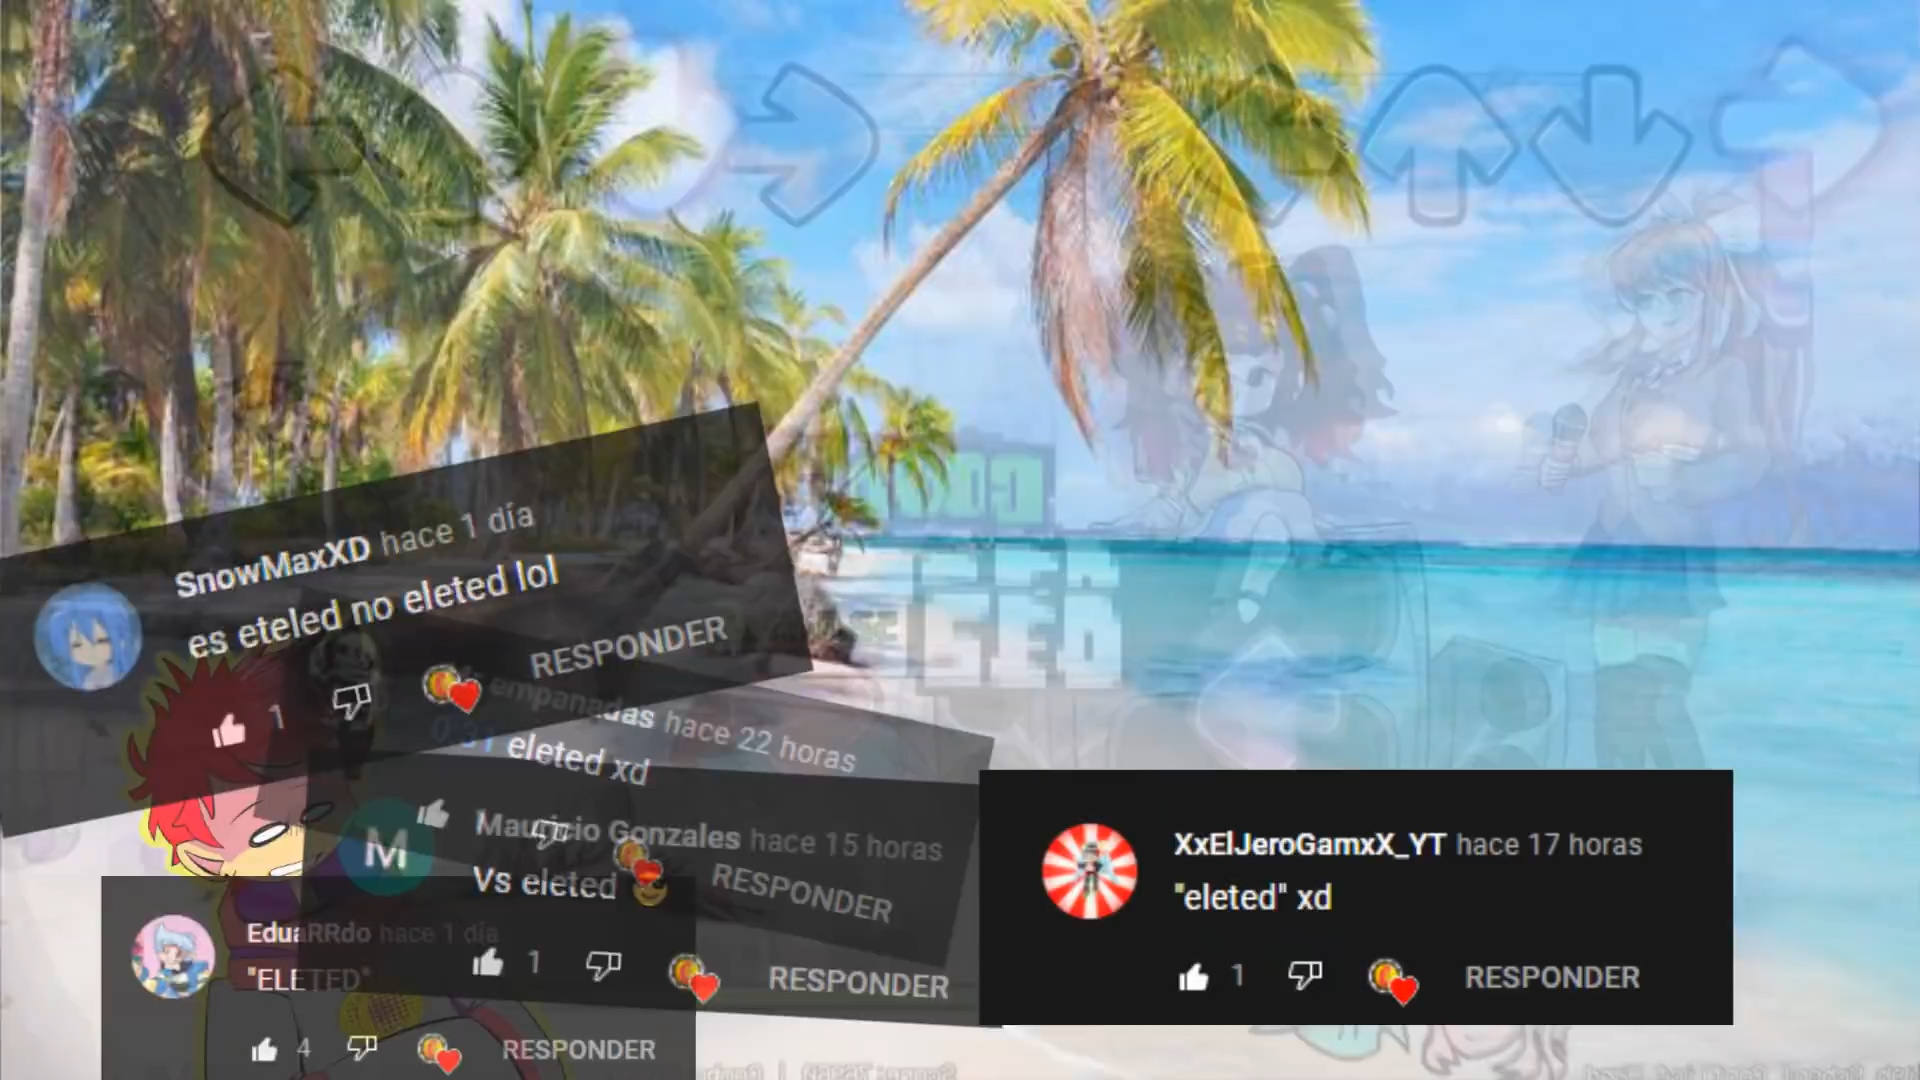 SnowMaxXD hace 1 día
es eteled no eleted lol
1 RESPONDER
empanadas hace 22 horas
0:31 eleted xd
RESPONDER
Mauricio Gonzales hace 15 horas
Vs eleted
1 RESPONDER
M
EduaRRdo hace 1 día
"ELETED"
4 RESPONDER
XxElJeroGamxX_YT hace 17 horas
"eleted" xd
1 RESPONDER